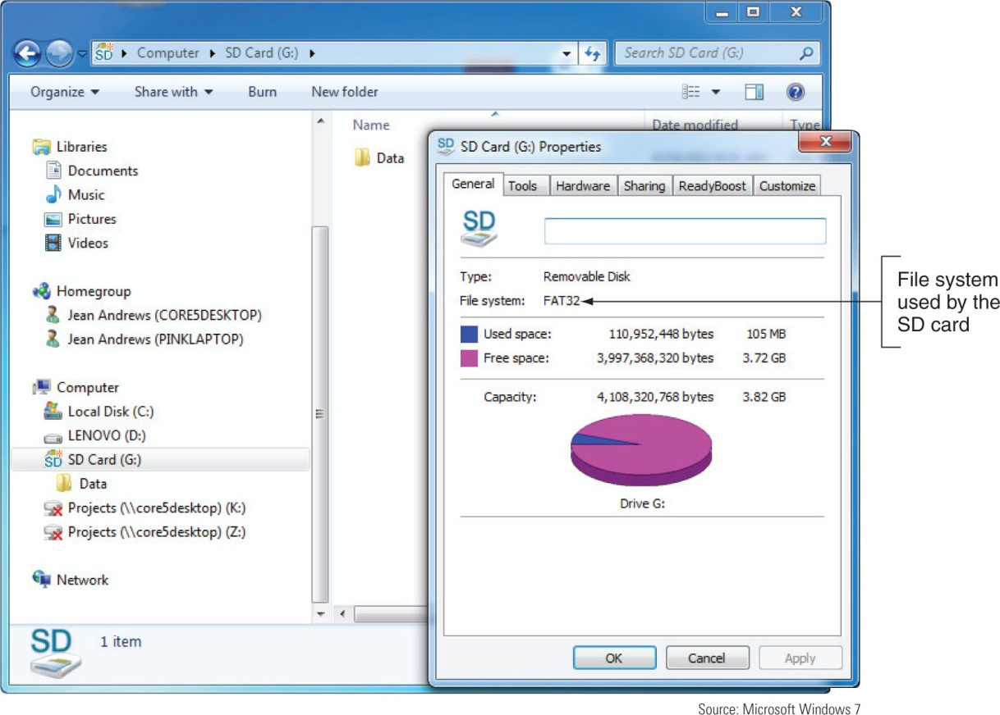 SD Computer SD Card (G:) Search SD Card (G:)
Organize Share with Burn New folder
Name Date modified Type
Libraries
Documents
Music
Pictures
Videos
Homegroup
Jean Andrews (CORE5DESKTOP)
Jean Andrews (PINKLAPTOP)
Computer
Local Disk (C:)
LENOVO (D:)
SD SD Card (G:)
Data
Projects (\\core5desktop) (K:)
Projects (\\core5desktop) (Z:)
Network
Data
SD 1 item
SD SD Card (G:) Properties
General Tools Hardware Sharing ReadyBoost Customize
SD
Type: Removable Disk
File system: FAT32
Used space: 110,952,448 bytes 105 MB
Free space: 3,997,368,320 bytes 3.72 GB
Capacity: 4,108,320,768 bytes 3.82 GB
Drive G:
OK Cancel Apply
File system
used by the
SD card
Source: Microsoft Windows 7